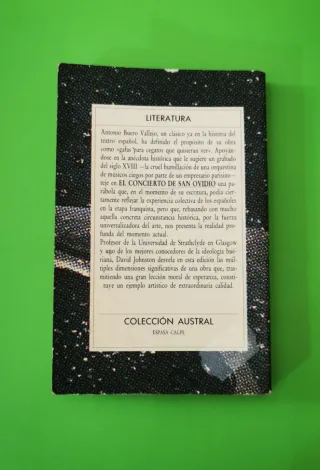 LITERATURA
Antonio Buero Vallejo, un clásico ya en la historia del
teatro español, ha definido el propósito de su obra
como «gafas para cegatos que quisieran ver». Apoyán-
dose en la anécdota histórica que le sugiere un grabado
del siglo XVIII —la cruel humillación de una orquestina
de músicos ciegos por parte de un empresario parisino—
teje en EL CONCIERTO DE SAN OVIDIO una pa-
rábola que, en el momento de su escritura, podía cier-
tamente reflejar la experiencia colectiva de los españoles
en la etapa franquista, pero que, rebasando con mucho
aquella concreta circunstancia histórica, por la fuerza
universalizadora del arte, nos presenta la realidad pro-
funda del momento actual.
Profesor de la Universidad de Strathclyde en Glasgow
y uno de los mejores conocedores de la ideología bue-
riana, David Johnston desvela en esta edición las múl-
tiples dimensiones significativas de una obra que, tras-
mitiendo una gran lección moral de esperanza, consti-
tuye un ejemplo artístico de extraordinaria calidad.
COLECCIÓN AUSTRAL
ESPASA CALPE